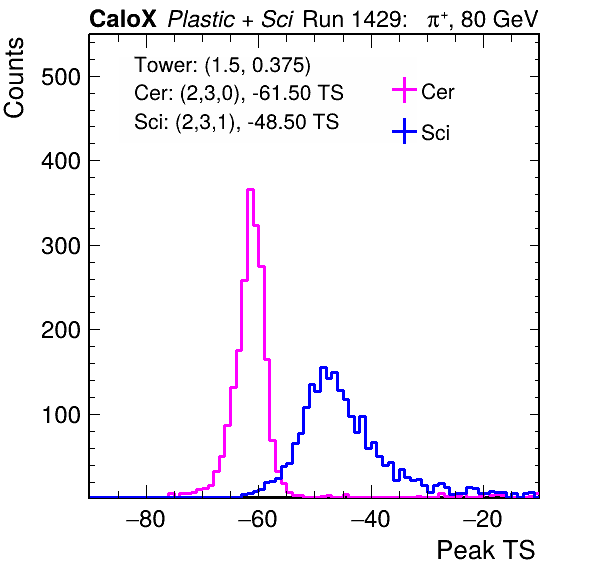 CaloX Plastic + Sci Run 1429: π+, 80 GeV
Counts
Tower: (1.5, 0.375)
Cer: (2,3,0), -61.50 TS
Sci: (2,3,1), -48.50 TS
Cer
Sci
500
400
300
200
100
−80 −60 −40 −20
Peak TS